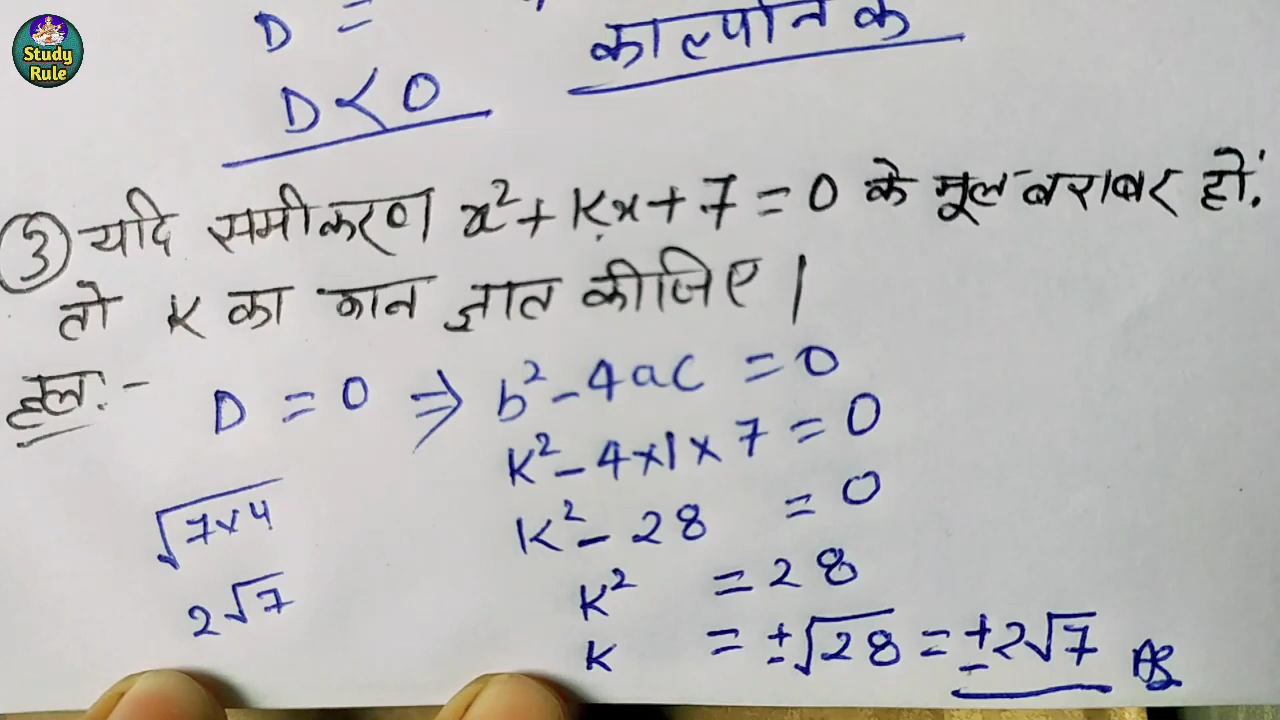 Study
Rule
D =
काल्पनिक
D < 0
③ यदि समीकरण x² + kx + 7 = 0 के मूल बराबर हों.
तो k का मान ज्ञात कीजिए |
हल:- D = 0 ⇒ b² - 4ac = 0
k² - 4×1×7 = 0
√7×4 k² - 28 = 0
2√7 k² = 28
k = ±√28 = ±2√7 Ans